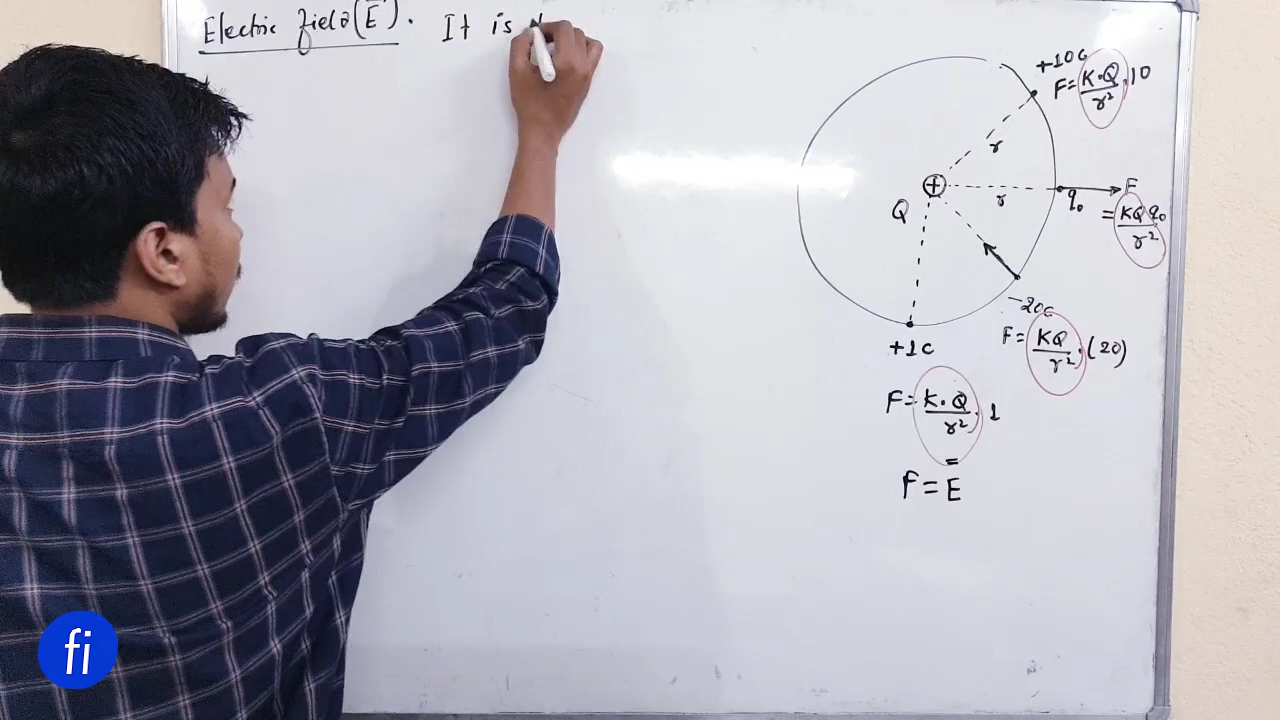 Electric field (E). It is
+10c
F = K·Q/r² · 10
r
F
r
q₀
= KQ q₀/r²
Q
-20c
F = KQ/r² · (20)
+1c
F = K·Q/r² · 1
F = E
fi